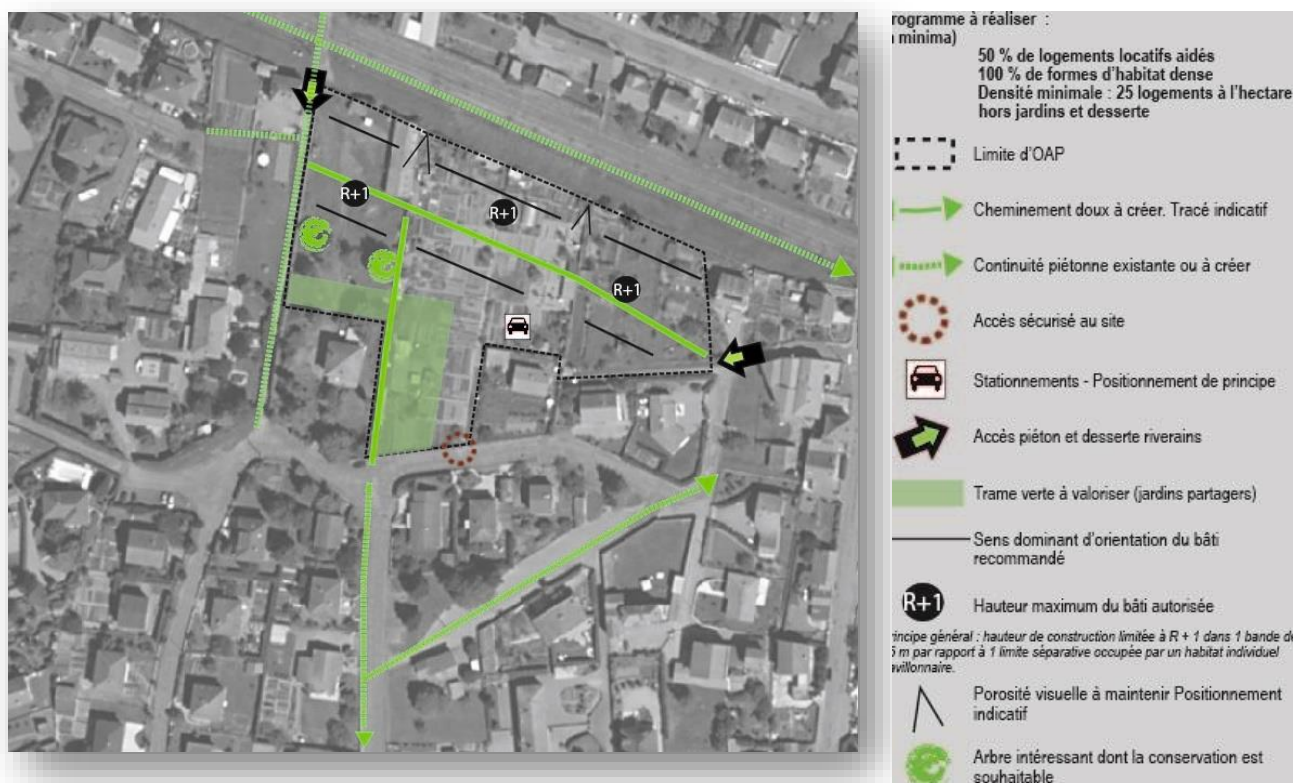 R+1
R+1
R+1
rogramme à réaliser :
minima)
50 % de logements locatifs aidés
100 % de formes d'habitat dense
Densité minimale : 25 logements à l'hectare
hors jardins et desserte
Limite d'OAP
Cheminement doux à créer. Tracé indicatif
Continuité piétonne existante ou à créer
Accès sécurisé au site
Stationnements - Positionnement de principe
Accès piéton et desserte riverains
Trame verte à valoriser (jardins partagers)
Sens dominant d'orientation du bâti
recommandé
R+1
Hauteur maximum du bâti autorisée
rincipe général : hauteur de construction limitée à R + 1 dans 1 bande de
5 m par rapport à 1 limite séparative occupée par un habitat individuel
avillonnaire.
Porosité visuelle à maintenir Positionnement
indicatif
Arbre intéressant dont la conservation est
souhaitable